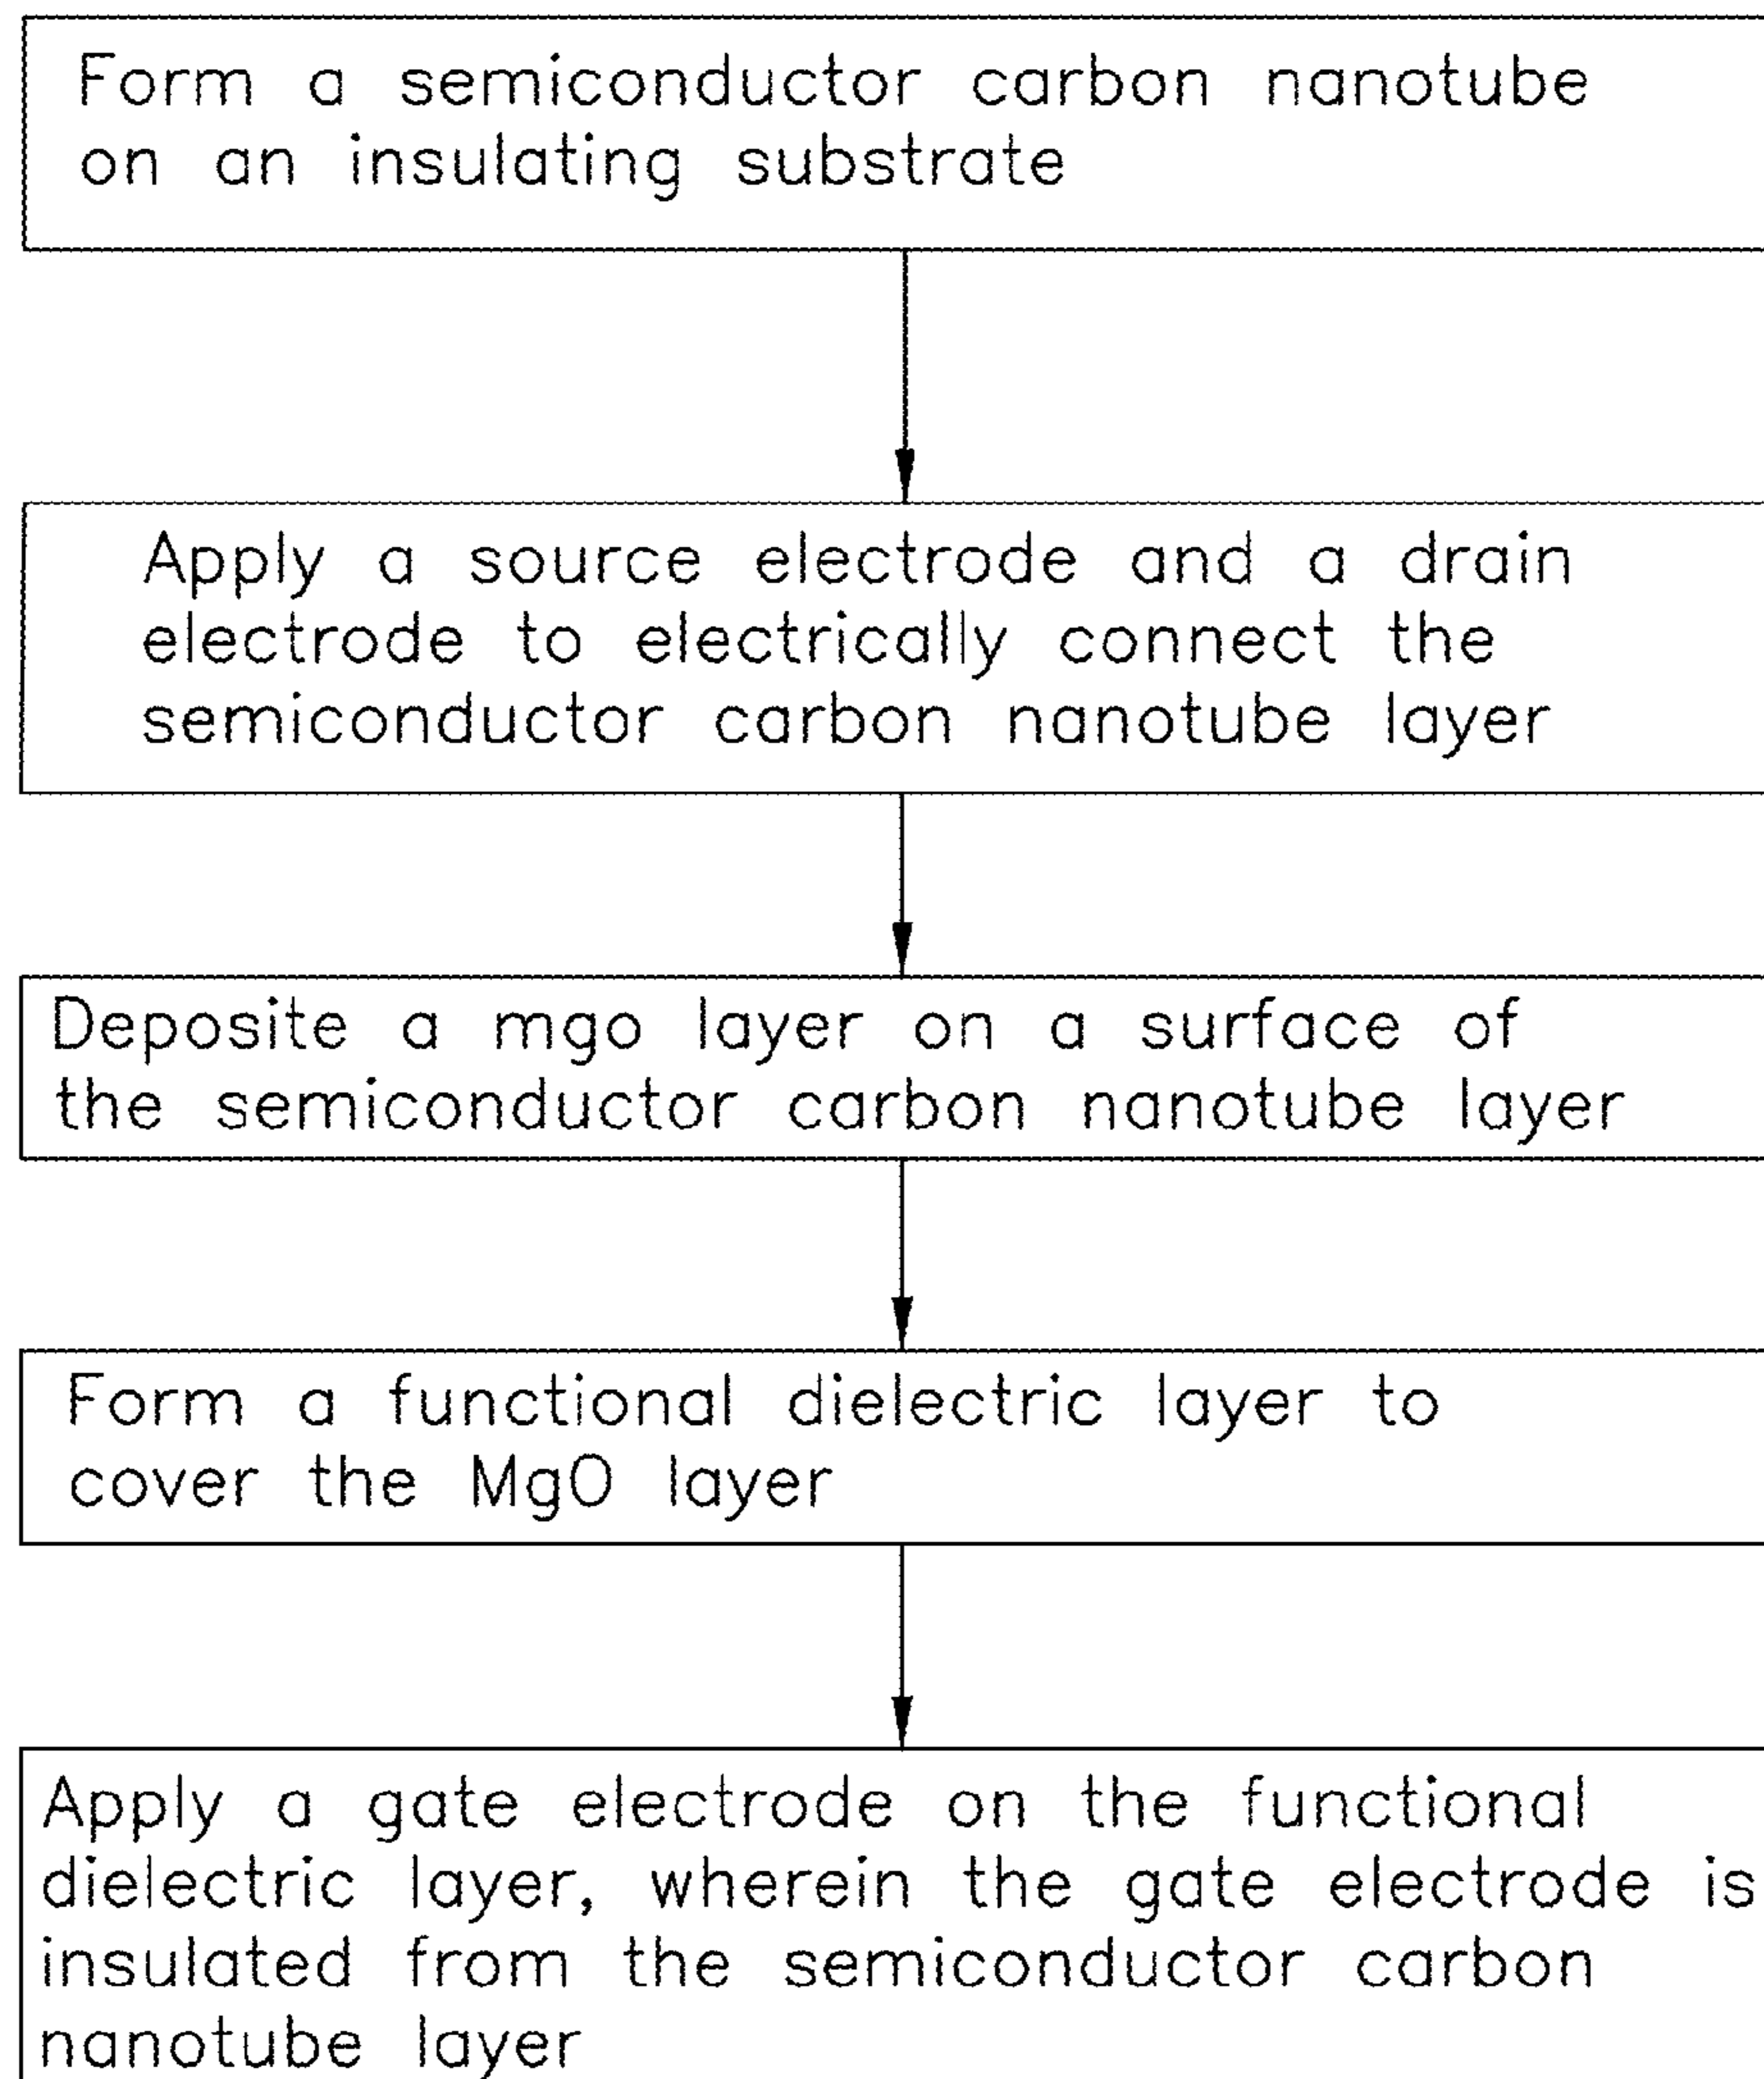 Form a semiconductor carbon nanotube
on an insulating substrate
Apply a source electrode and a drain
electrode to electrically connect the
semiconductor carbon nanotube layer
Deposite a mgo layer on a surface of
the semiconductor carbon nanotube layer
Form a functional dielectric layer to
cover the MgO layer
Apply a gate electrode on the functional
dielectric layer, wherein the gate electrode is
insulated from the semiconductor carbon
nanotube layer